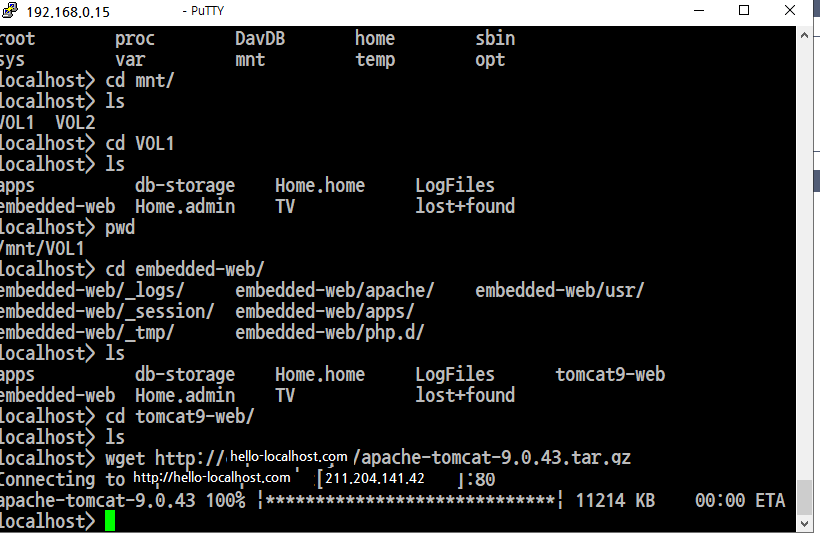 192.168.0.15 - PuTTY
root proc DavDB home sbin
sys var mnt temp opt
localhost> cd mnt/
localhost> ls
VOL1 VOL2
localhost> cd VOL1
localhost> ls
apps db-storage Home.home LogFiles
embedded-web Home.admin TV lost+found
localhost> pwd
/mnt/VOL1
localhost> cd embedded-web/
embedded-web/_logs/ embedded-web/apache/ embedded-web/usr/
embedded-web/_session/ embedded-web/apps/
embedded-web/_tmp/ embedded-web/php.d/
localhost> ls
apps db-storage Home.home LogFiles tomcat9-web
embedded-web Home.admin TV lost+found
localhost> cd tomcat9-web/
localhost> ls
localhost> wget http://hello-localhost.com/apache-tomcat-9.0.43.tar.gz
Connecting to http://hello-localhost.com [211.204.141.42 ]:80
apache-tomcat-9.0.43 100% |*****************************| 11214 KB 00:00 ETA
localhost>